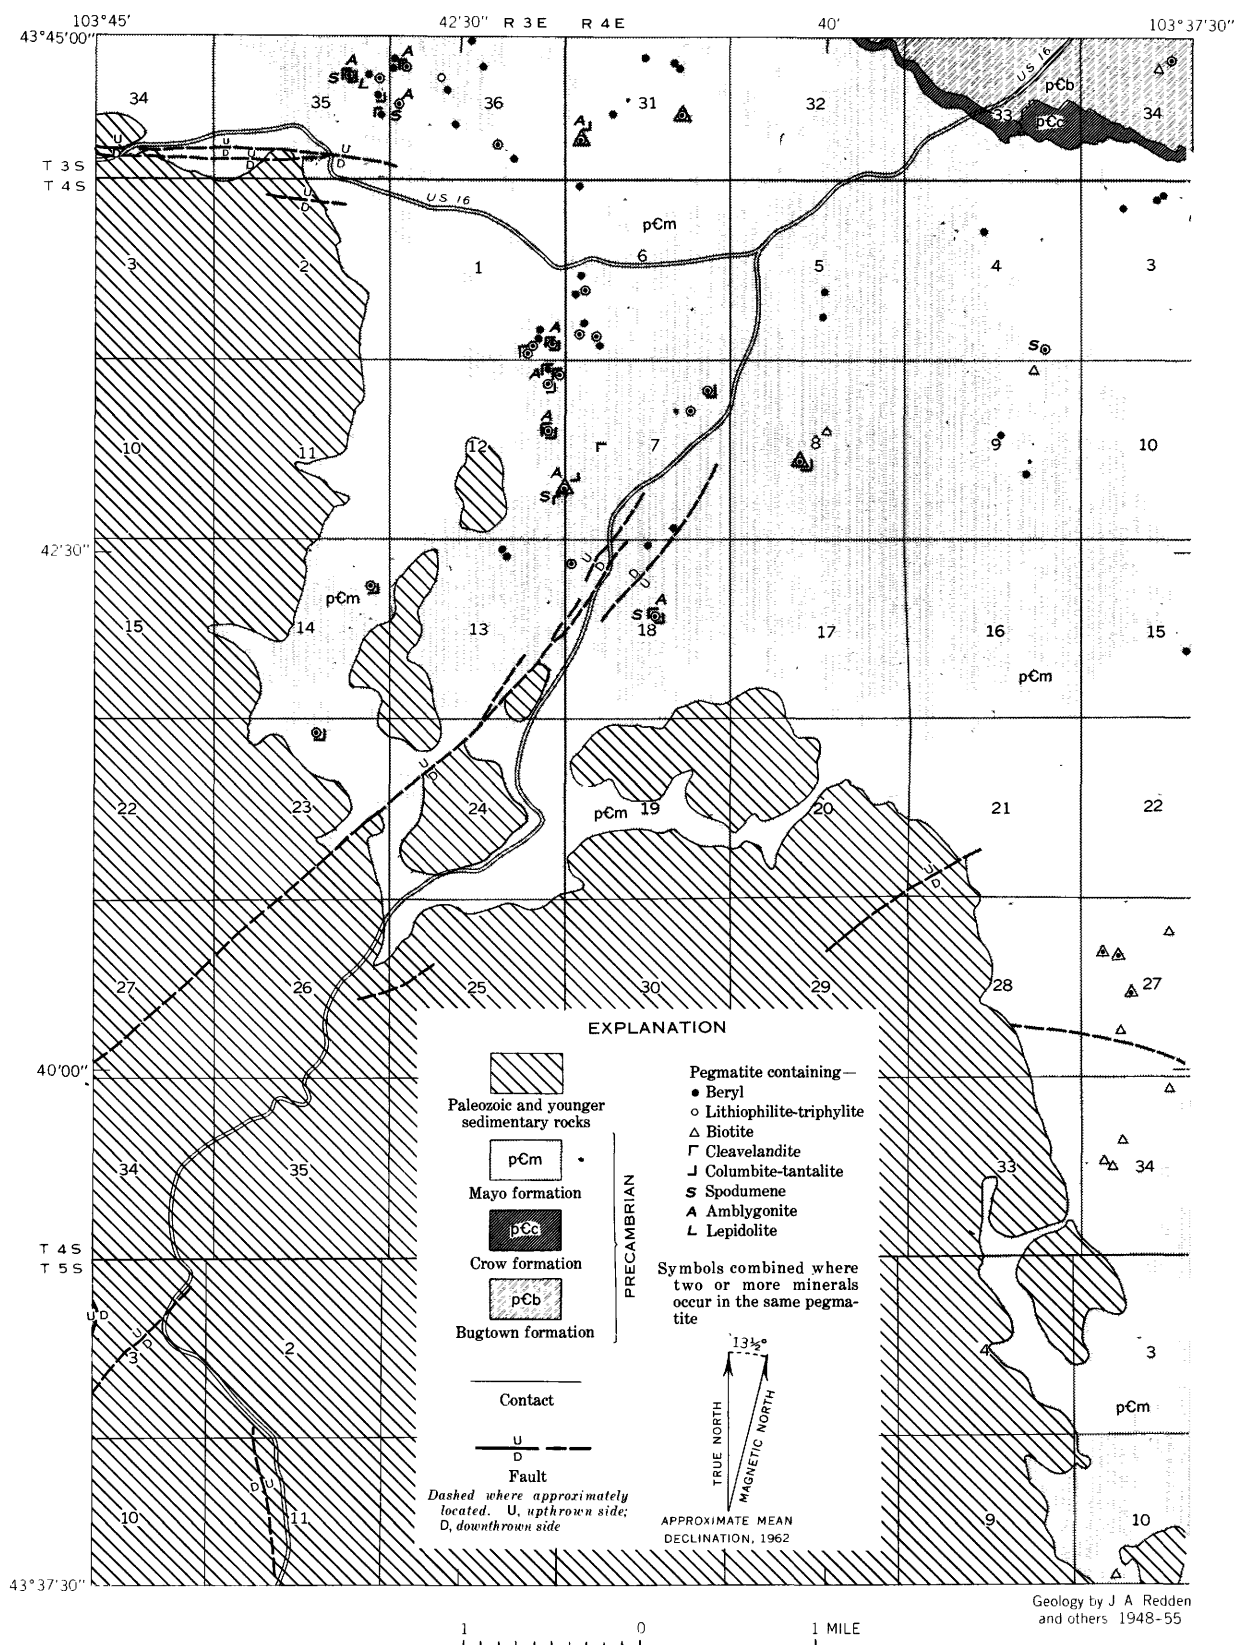 103°45' 42'30" R 3 E R 4 E 40' 103°37'30"
43°45'00"
34 35 36 31 32 33 34
A A S L A S A
US 16
p€b
p€c
U D U D U D
T 3 S
T 4 S
U D
US 16
p€m
3 2 1 6 5 4 3
A
S
A
A
10 11 12 7 8 9 9 10
A
S
42'30"
U D
D U
p€m
A
S
15 14 13 18 17 16 15
p€m
U D
22 23 24 p€m 19 20 21 22
U D
27 26 25 30 29 28 27
40'00"
34 35 33 34
T 4 S
T 5 S
U D
U D
3 2 4 3
p€m
D U
10 11 9 10
43°37'30"
EXPLANATION
Paleozoic and younger
sedimentary rocks
p€m
Mayo formation
p€c
Crow formation
p€b
Bugtown formation
PRECAMBRIAN
Contact
U
D
Fault
Dashed where approximately
located. U, upthrown side;
D, downthrown side
Pegmatite containing—
Beryl
Lithiophilite-triphylite
Biotite
Cleavelandite
Columbite-tantalite
S Spodumene
A Amblygonite
L Lepidolite
Symbols combined where
two or more minerals
occur in the same pegma-
tite
13½°
TRUE NORTH
MAGNETIC NORTH
APPROXIMATE MEAN
DECLINATION, 1962
Geology by J A Redden
and others 1948-55
1 0 1 MILE